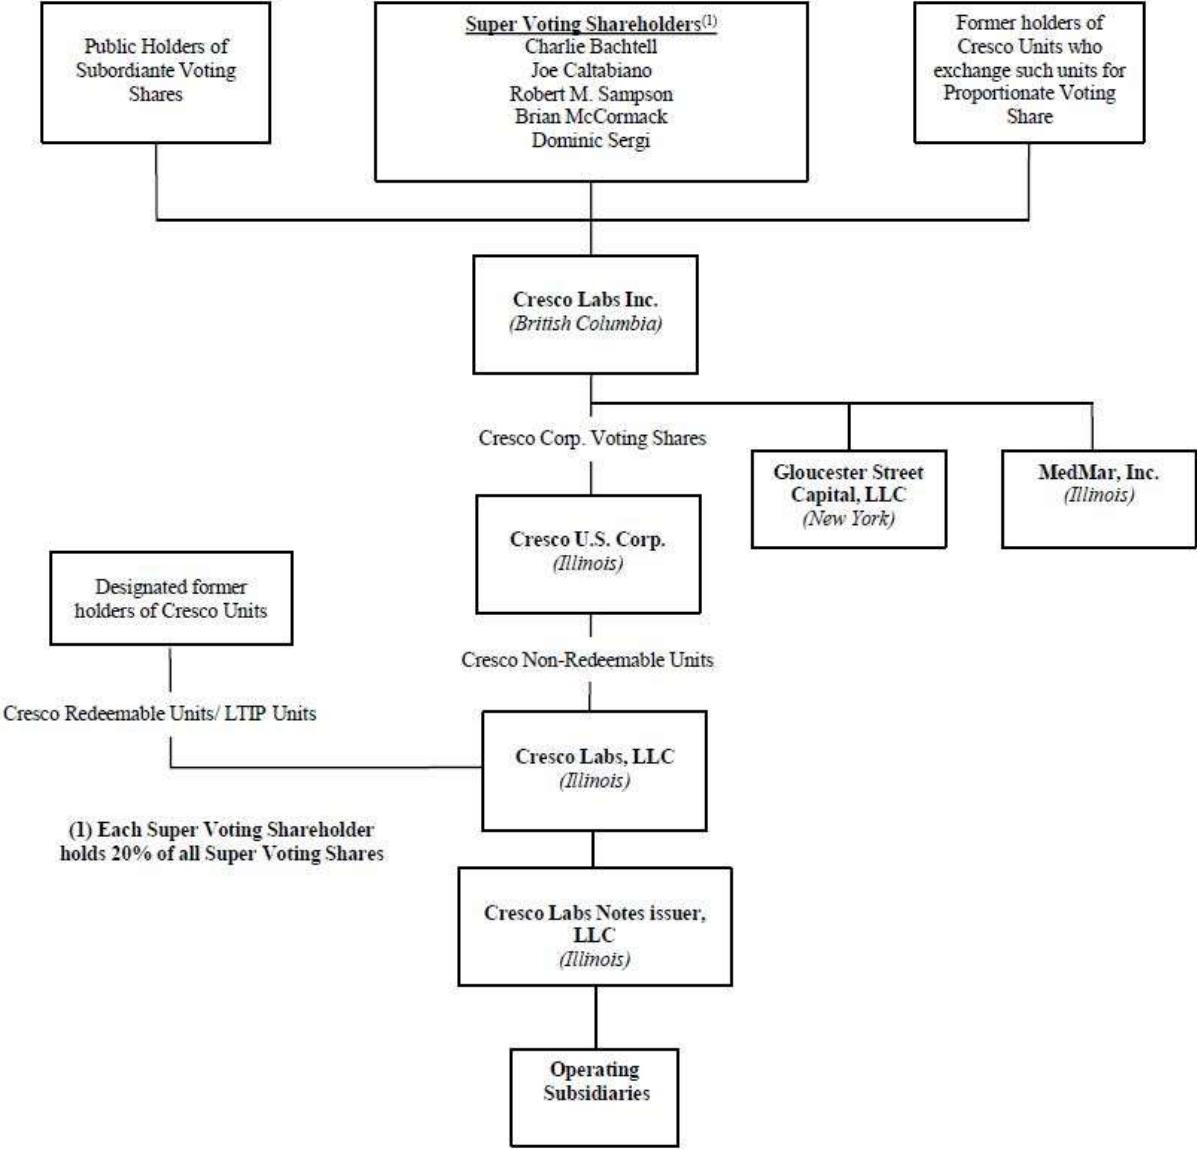 Public Holders of
Subordiante Voting
Shares
Super Voting Shareholders(1)
Charlie Bachtell
Joe Caltabiano
Robert M. Sampson
Brian McCormack
Dominic Sergi
Former holders of
Cresco Units who
exchange such units for
Proportionate Voting
Share
Cresco Labs Inc.
(British Columbia)
Cresco Corp. Voting Shares
Gloucester Street
Capital, LLC
(New York)
MedMar, Inc.
(Illinois)
Cresco U.S. Corp.
(Illinois)
Designated former
holders of Cresco Units
Cresco Non-Redeemable Units
Cresco Redeemable Units/ LTIP Units
Cresco Labs, LLC
(Illinois)
(1) Each Super Voting Shareholder
holds 20% of all Super Voting Shares
Cresco Labs Notes issuer,
LLC
(Illinois)
Operating
Subsidiaries